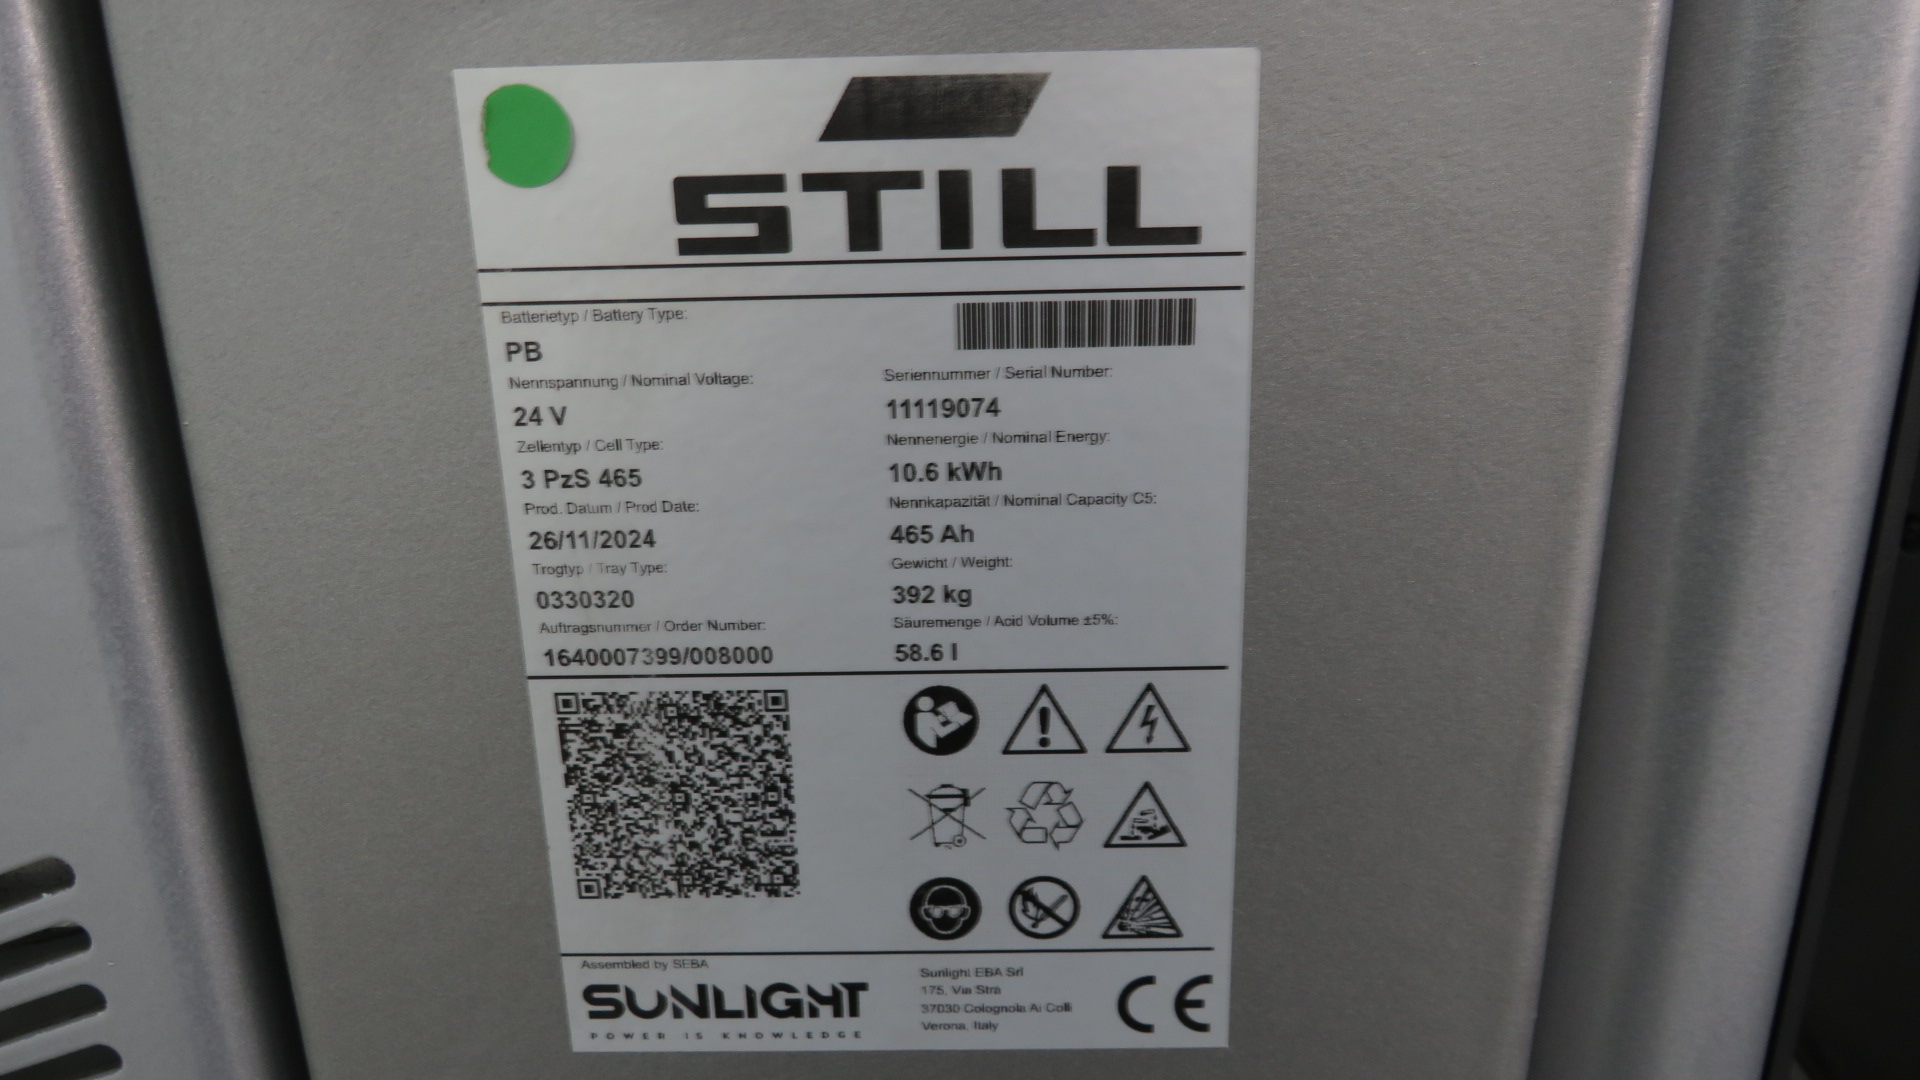 STILL
Batterietyp / Battery Type:
PB
Nennspannung / Nominal Voltage:
24 V
Zellentyp / Cell Type:
3 PzS 465
Prod. Datum / Prod Date:
26/11/2024
Trogtyp / Tray Type:
0330320
Auftragsnummer / Order Number:
1640007399/008000
Seriennummer / Serial Number:
11119074
Nennenergie / Nominal Energy:
10.6 kWh
Nennkapazität / Nominal Capacity C5:
465 Ah
Gewicht / Weight:
392 kg
Säuremenge / Acid Volume ±5%:
58.6 l
Assembled by SEBA
SUNLIGHT
POWER IS KNOWLEDGE
Sunlight EBA Srl
175, Via Stra
37030 Colognola Ai Colli
Verona, Italy
CE